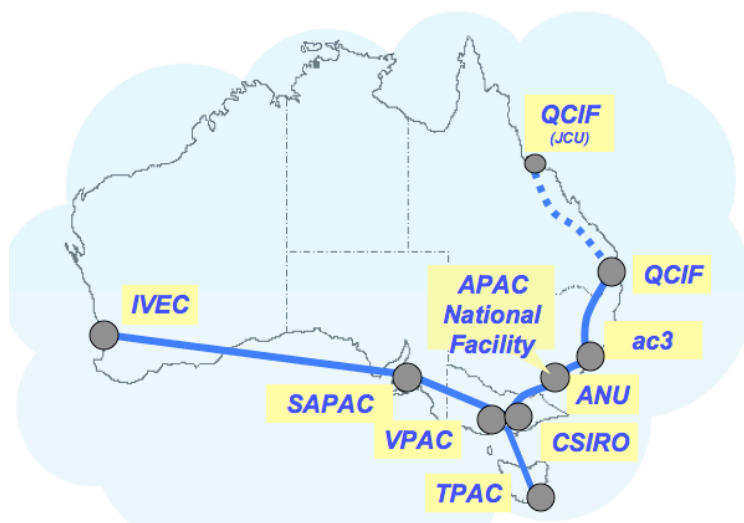 QCIF
(JCU)
QCIF
APAC
National
Facility
IVEC
ac3
ANU
SAPAC
VPAC
CSIRO
TPAC